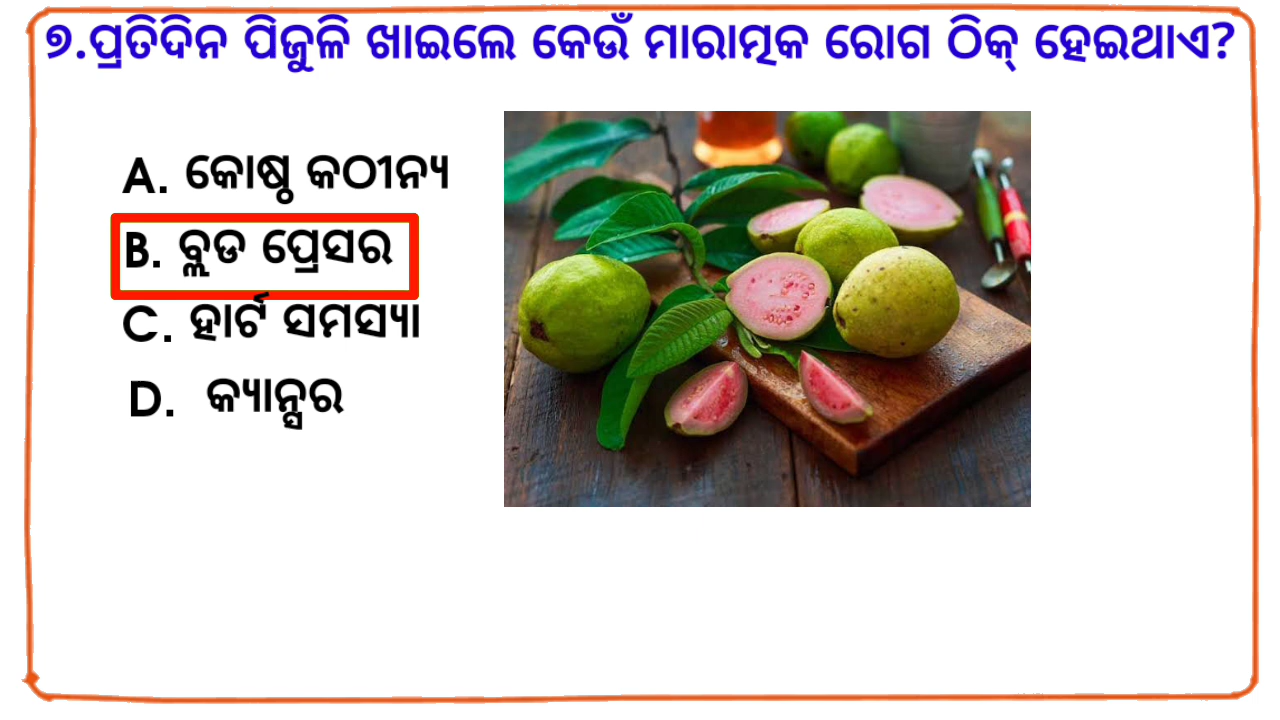 ୭.ପ୍ରତିଦିନ ପିଜୁଳି ଖାଇଲେ କେଉଁ ମାରାତ୍ମକ ରୋଗ ଠିକ୍ ହେଇଥାଏ?
A. କୋଷ୍ଠ କଠୀନ୍ୟ
B. ବ୍ଲଡ ପ୍ରେସର
C. ହାର୍ଟ ସମସ୍ୟା
D. କ୍ୟାନ୍ସର